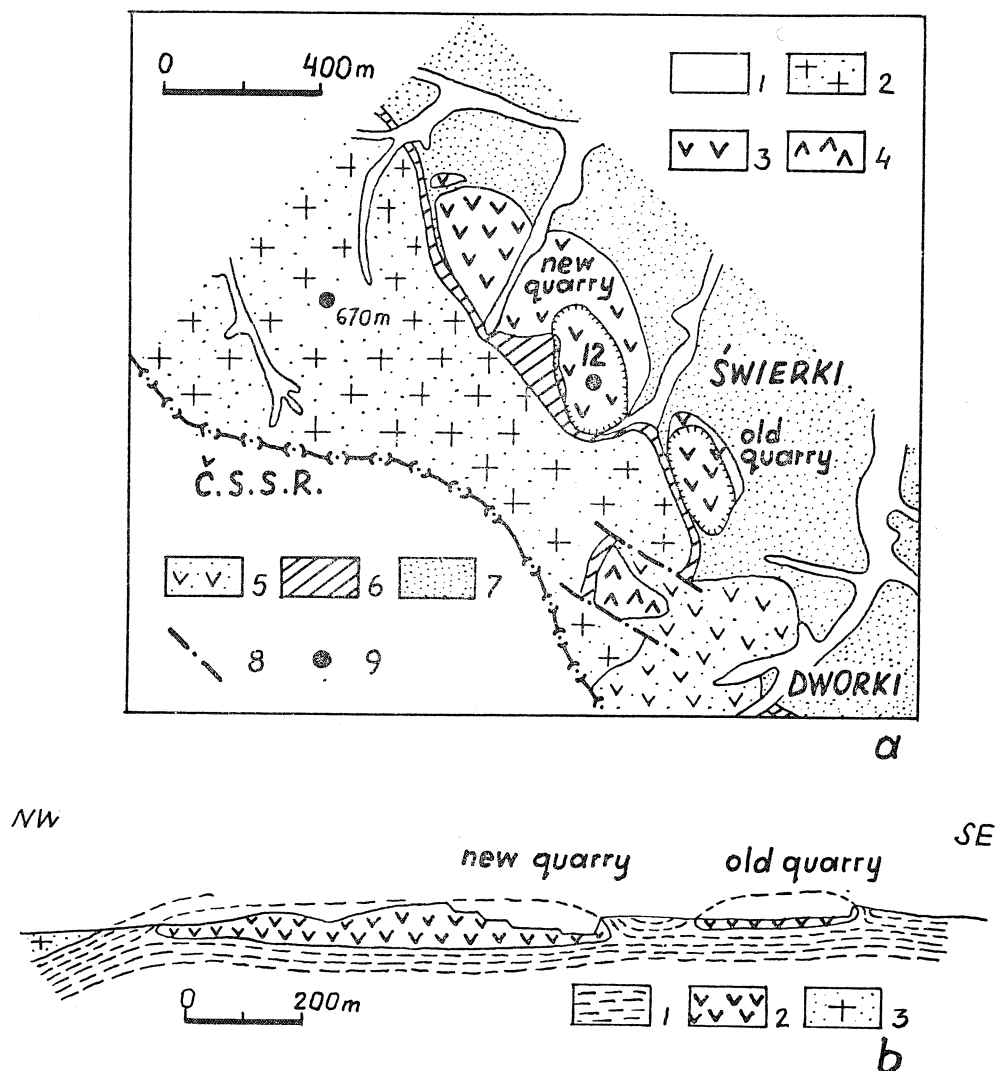 0 400m
1 2
3 4
new
quarry
670m
12
ŚWIERKI
old
quarry
Č.S.S.R.
5 6 7
8 9
DWORKI
a
NW
SE
new quarry old quarry
0 200m
1 2 3
b